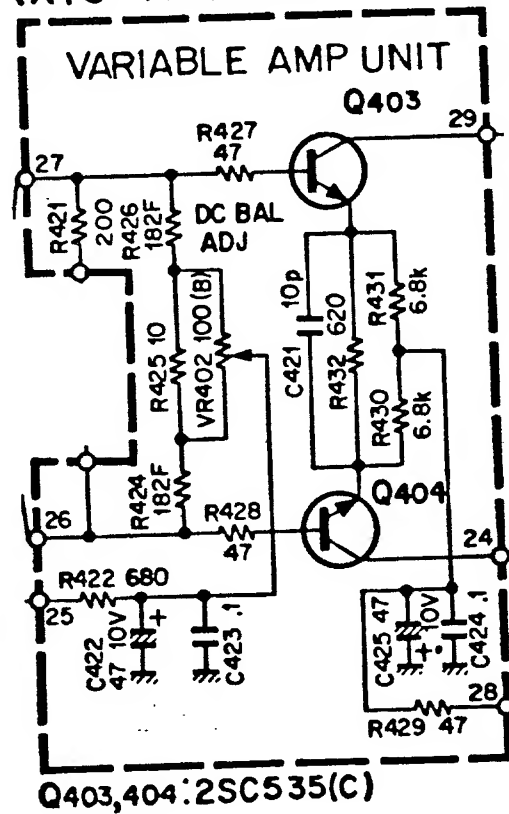 VARIABLE AMP UNIT
Q403
29
R427
47
27
R421
200
R426
182F
DC BAL
ADJ
R425 10
VR402 100(B)
10p
C421
620
R432
R431
6.8k
R430
6.8k
R424
182F
26
R428
47
Q404
24
25
R422 680
C422
47 10V
+
C423 .1
C425 47
10V
+
C424 .1
28
R429 47
Q403,404:2SC535(C)